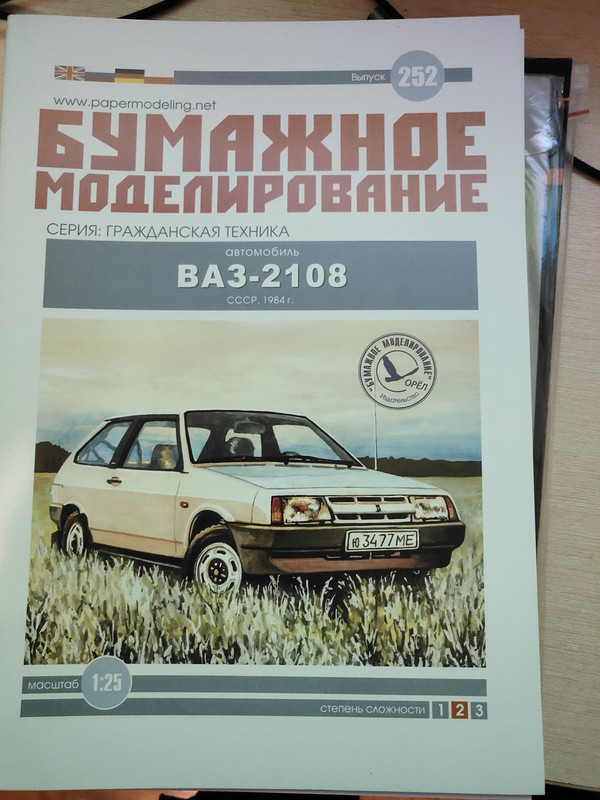 Выпуск 252
www.papermodeling.net
БУМАЖНОЕ
МОДЕЛИРОВАНИЕ
СЕРИЯ: ГРАЖДАНСКАЯ ТЕХНИКА
автомобиль
ВАЗ-2108
СССР, 1984 г.
"БУМАЖНОЕ МОДЕЛИРОВАНИЕ"
ОРЁЛ
Издательство
Ю 3477 МЕ
масштаб 1:25
степень сложности 1 2 3